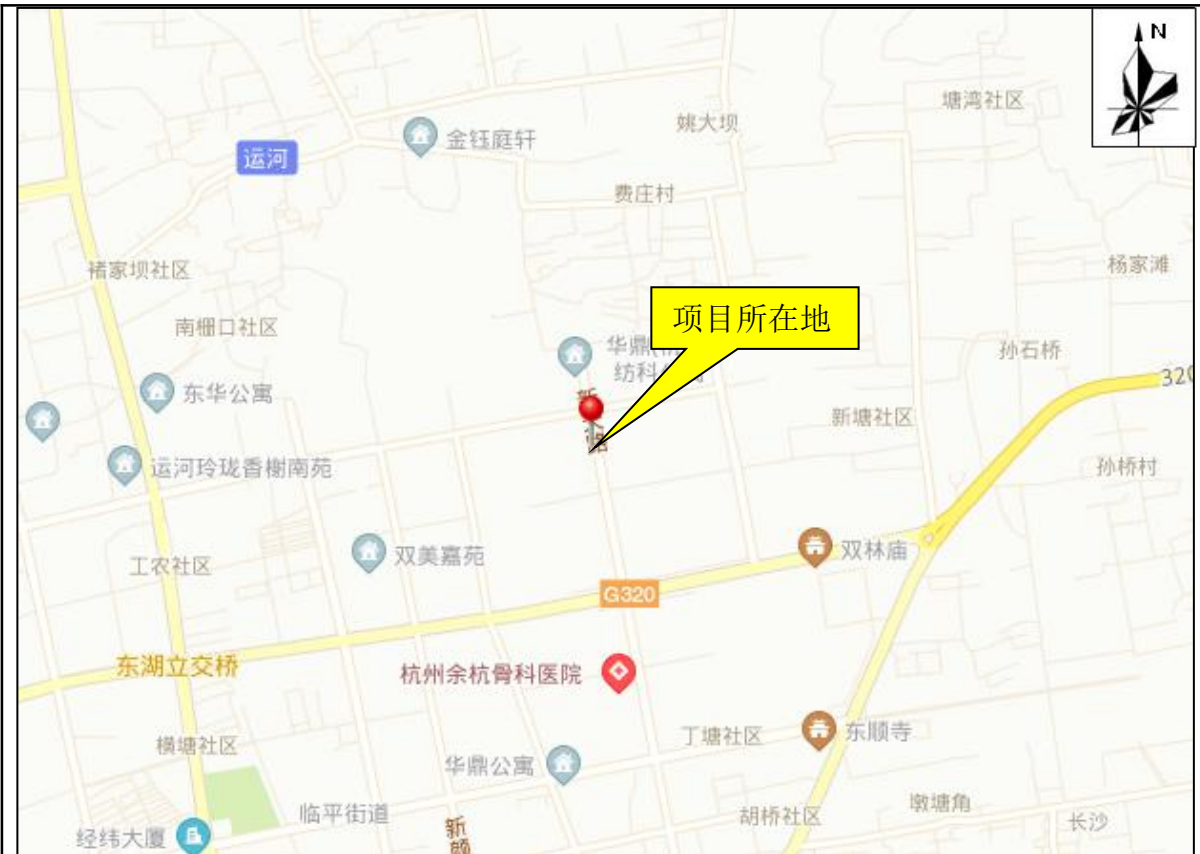 N
塘湾社区
姚大坝
金钰庭轩
运河
费庄村
杨家滩
褚家坝社区
项目所在地
南栅口社区
华鼎
孙石桥
纺科
320
东华公寓
新
新塘社区
路
运河玲珑香榭南苑
孙桥村
双美嘉苑
双林庙
工农社区
G320
东湖立交桥
杭州余杭骨科医院
丁塘社区
东顺寺
横塘社区
华鼎公寓
墩塘角
临平街道
胡桥社区
长沙
新颜
经纬大厦